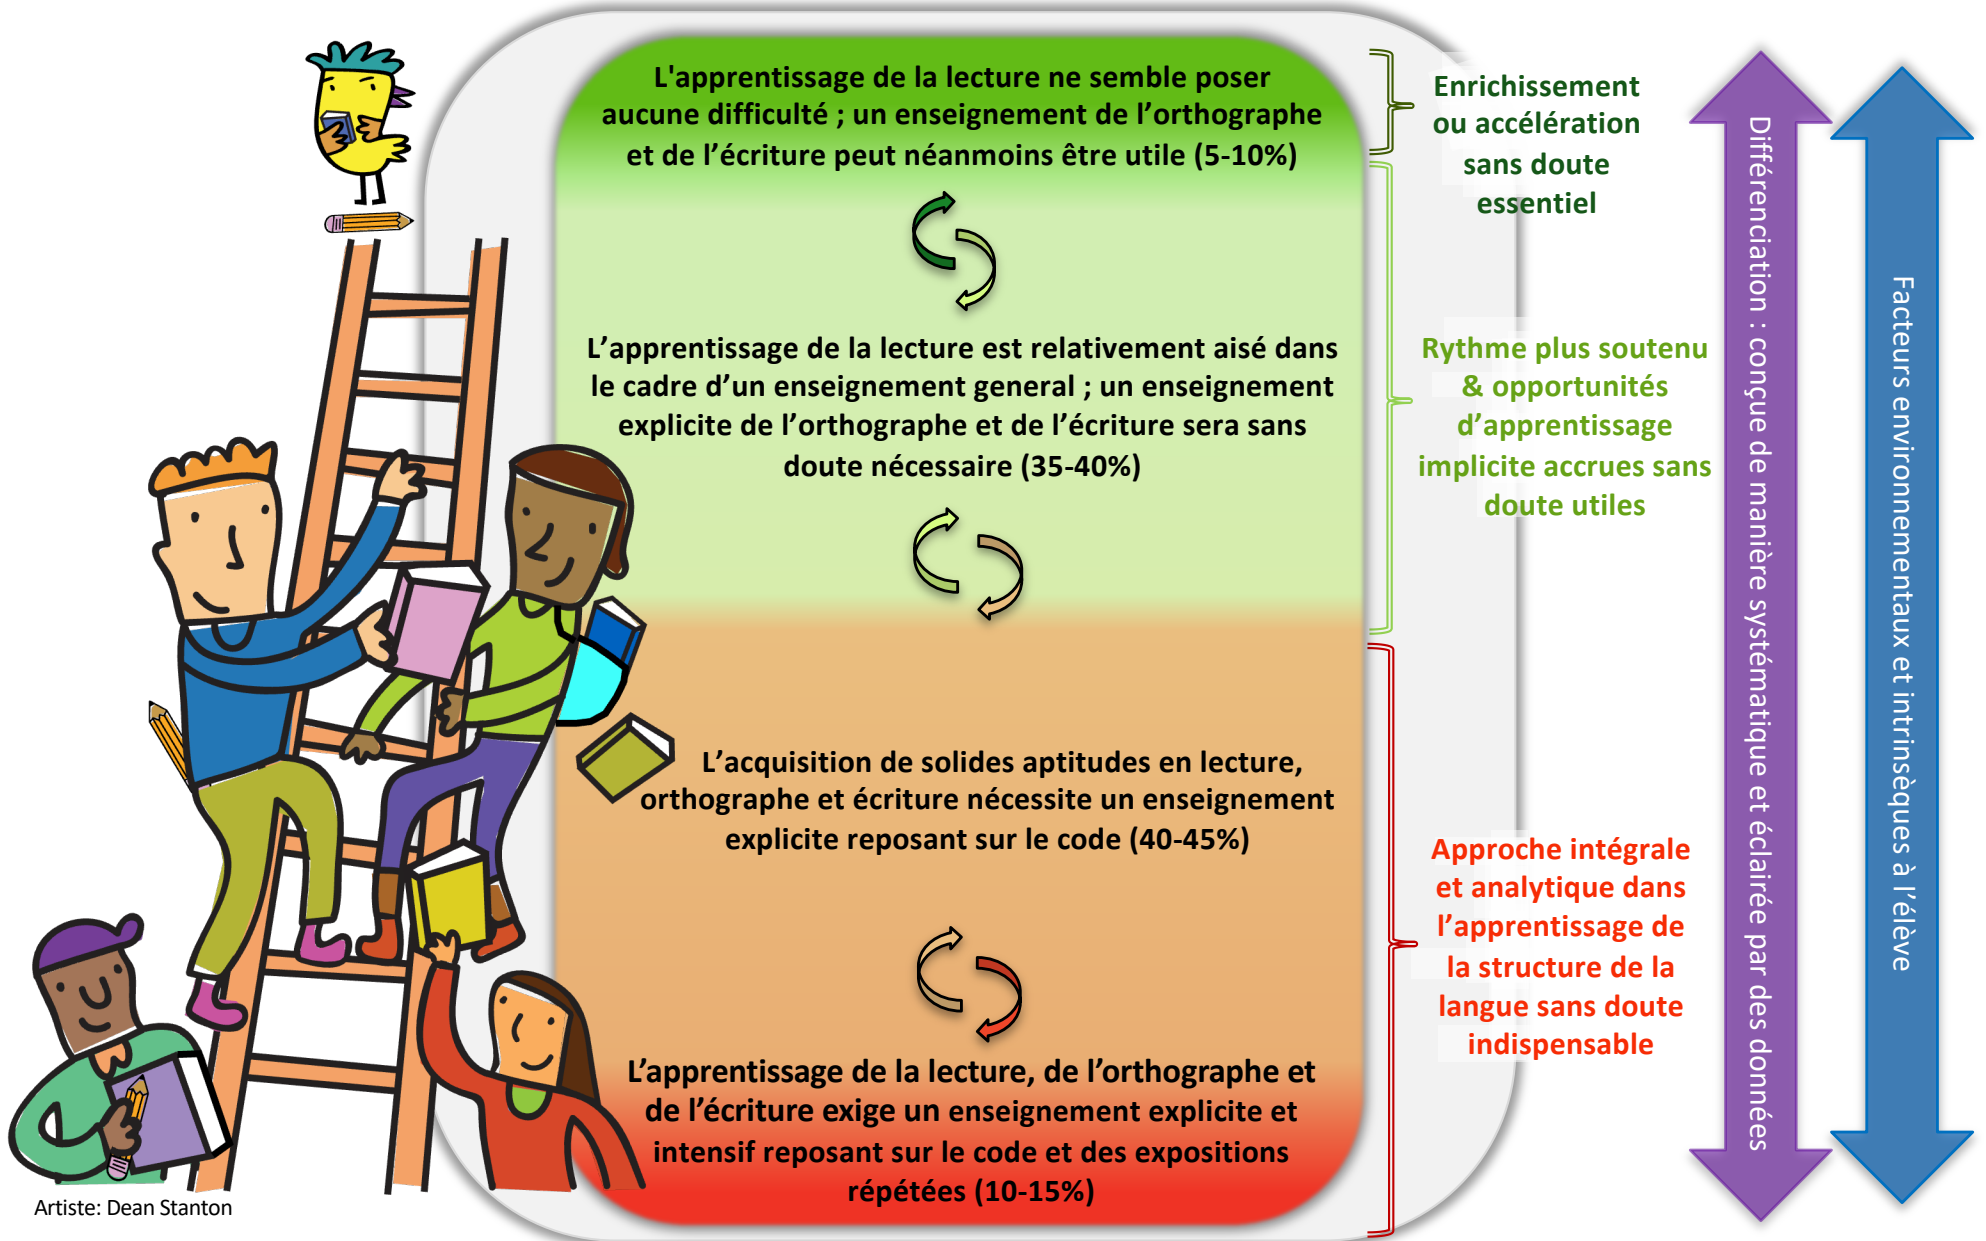 L'apprentissage de la lecture ne semble poser
aucune difficulté ; un enseignement de l’orthographe
et de l’écriture peut néanmoins être utile (5-10%)
Enrichissement
ou accélération
sans doute
essentiel
L’apprentissage de la lecture est relativement aisé dans
le cadre d’un enseignement general ; un enseignement
explicite de l’orthographe et de l’écriture sera sans
doute nécessaire (35-40%)
Rythme plus soutenu
& opportunités
d’apprentissage
implicite accrues sans
doute utiles
L’acquisition de solides aptitudes en lecture,
orthographe et écriture nécessite un enseignement
explicite reposant sur le code (40-45%)
Approche intégrale
et analytique dans
l’apprentissage de
la structure de la
langue sans doute
indispensable
L’apprentissage de la lecture, de l’orthographe et
de l’écriture exige un enseignement explicite et
intensif reposant sur le code et des expositions
répétées (10-15%)
Différenciation : conçue de manière systématique et éclairée par des données
Facteurs environnementaux et intrinsèques à l’élève
Artiste: Dean Stanton